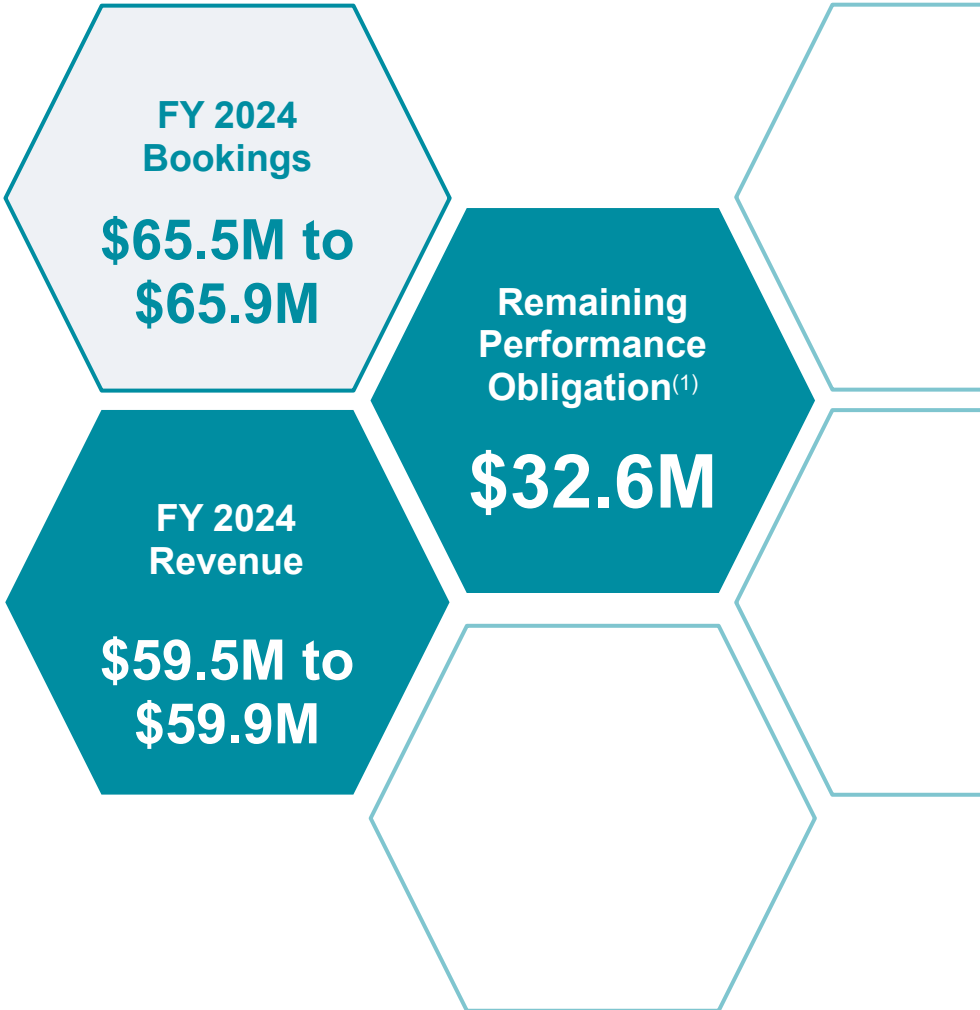 FY 2024
Bookings
$65.5M to
$65.9M
Remaining
Performance
Obligation(1)
$32.6M
FY 2024
Revenue
$59.5M to
$59.9M